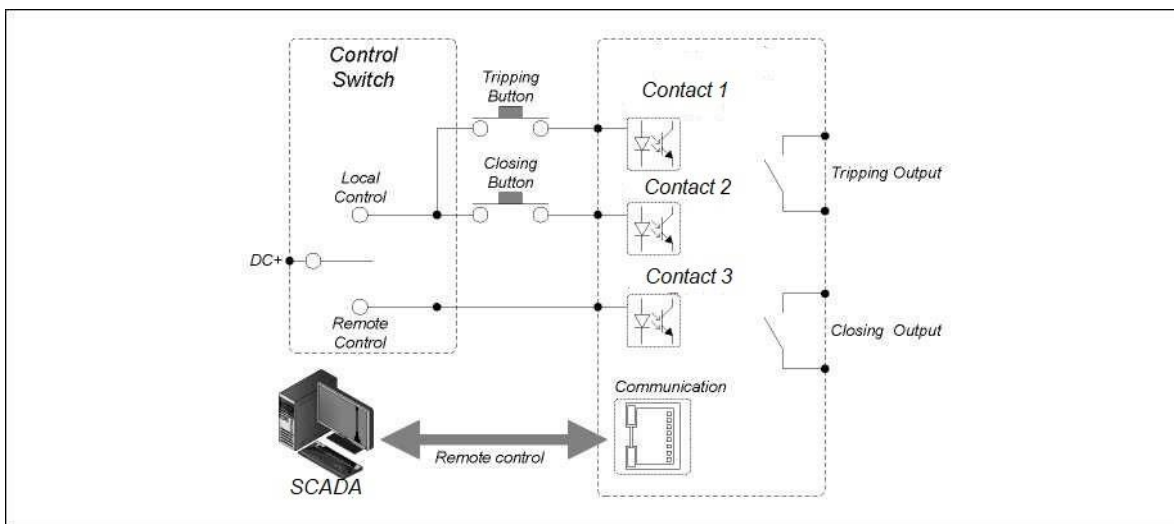 Control
Switch
Tripping
Button
Contact 1
Closing
Button
Tripping Output
Local
Control
Contact 2
DC+
Contact 3
Remote
Control
Closing Output
Communication
Remote control
SCADA